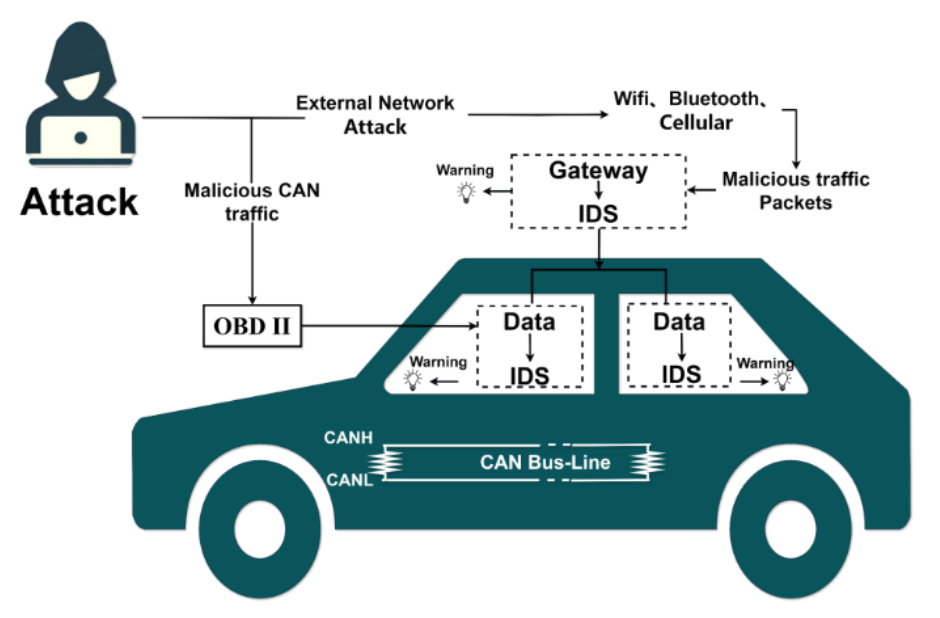 Attack
External Network
Attack
Wifi、Bluetooth、
Cellular
Malicious CAN
traffic
Warning
Gateway
IDS
Malicious traffic
Packets
OBD II
Data
IDS
Warning
Data
IDS
Warning
CANH
CANL
CAN Bus-Line